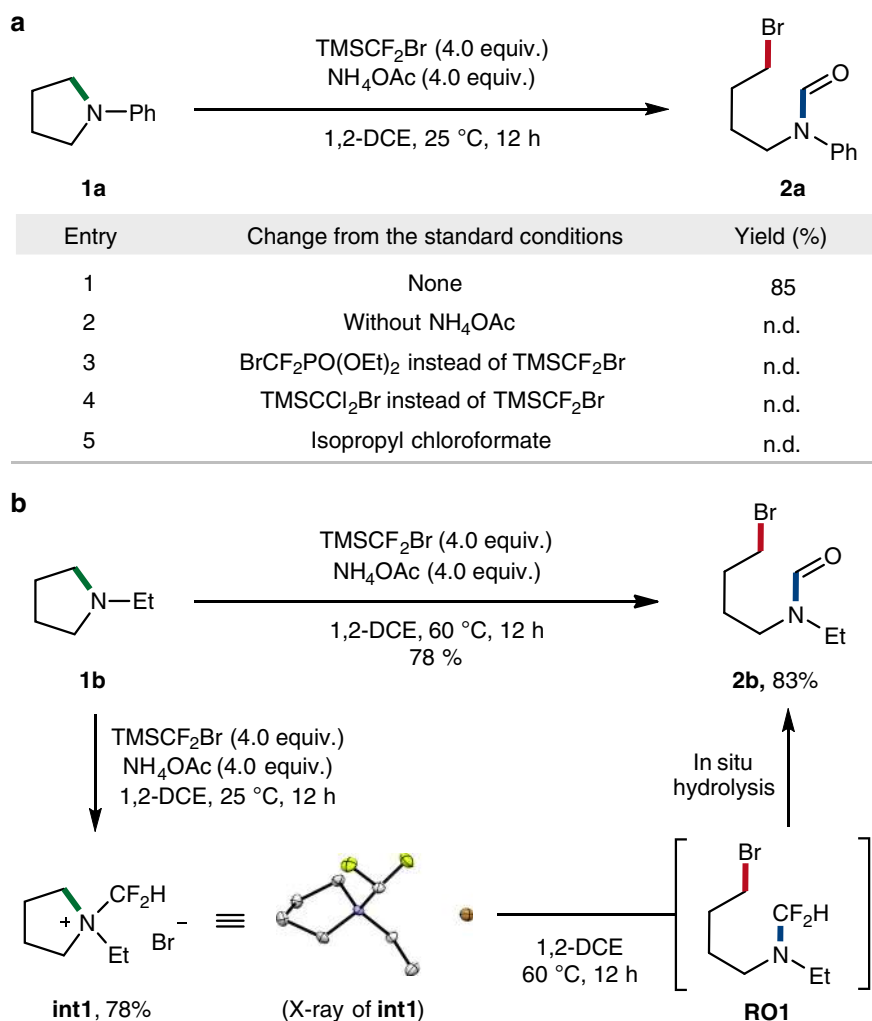 a
TMSCF₂Br (4.0 equiv.)
NH₄OAc (4.0 equiv.)
1,2-DCE, 25 °C, 12 h
N Ph
1a
Br
O
N
Ph
2a
Entry Change from the standard conditions Yield (%)
1 None 85
2 Without NH₄OAc n.d.
3 BrCF₂PO(OEt)₂ instead of TMSCF₂Br n.d.
4 TMSCCl₂Br instead of TMSCF₂Br n.d.
5 Isopropyl chloroformate n.d.
b
TMSCF₂Br (4.0 equiv.)
NH₄OAc (4.0 equiv.)
1,2-DCE, 60 °C, 12 h
78 %
N Et
1b
Br
O
N
Et
2b, 83%
TMSCF₂Br (4.0 equiv.)
NH₄OAc (4.0 equiv.)
1,2-DCE, 25 °C, 12 h
In situ
hydrolysis
CF₂H
+ N Br −
Et
int1, 78%
≡
(X-ray of int1)
1,2-DCE
60 °C, 12 h
Br
CF₂H
N
Et
RO1